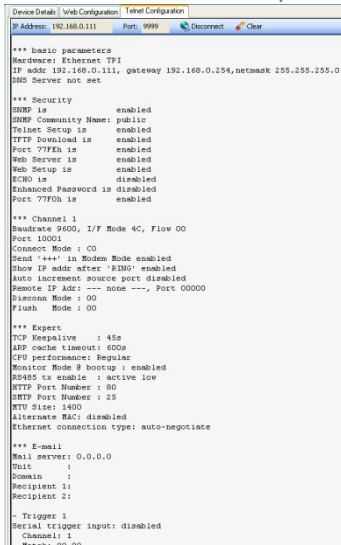 Device Details Web Configuration Telnet Configuration
IP Address: 192.168.0.111 Port: 9999 Disconnect Clear
*** basic parameters
Hardware: Ethernet TPI
IP addr 192.168.0.111, gateway 192.168.0.254,netmask 255.255.255.0
DNS Server not set
*** Security
SNMP is enabled
SNMP Community Name: public
Telnet Setup is enabled
TFTP Download is enabled
Port 77FEh is enabled
Web Server is enabled
Web Setup is enabled
ECHO is disabled
Enhanced Password is disabled
Port 77F0h is enabled
*** Channel 1
Baudrate 9600, I/F Mode 4C, Flow 00
Port 10001
Connect Mode : C0
Send '+++' in Modem Mode enabled
Show IP addr after 'RING' enabled
Auto increment source port disabled
Remote IP Adr: --- none ---, Port 00000
Disconn Mode : 00
Flush Mode : 00
*** Expert
TCP Keepalive : 45s
ARP cache timeout: 600s
CPU performance: Regular
Monitor Mode @ bootup : enabled
RS485 tx enable : active low
HTTP Port Number : 80
SMTP Port Number : 25
MTU Size: 1400
Alternate MAC: disabled
Ethernet connection type: auto-negotiate
*** E-mail
Mail server: 0.0.0.0
Unit :
Domain :
Recipient 1:
Recipient 2:
- Trigger 1
Serial trigger input: disabled
Channel: 1